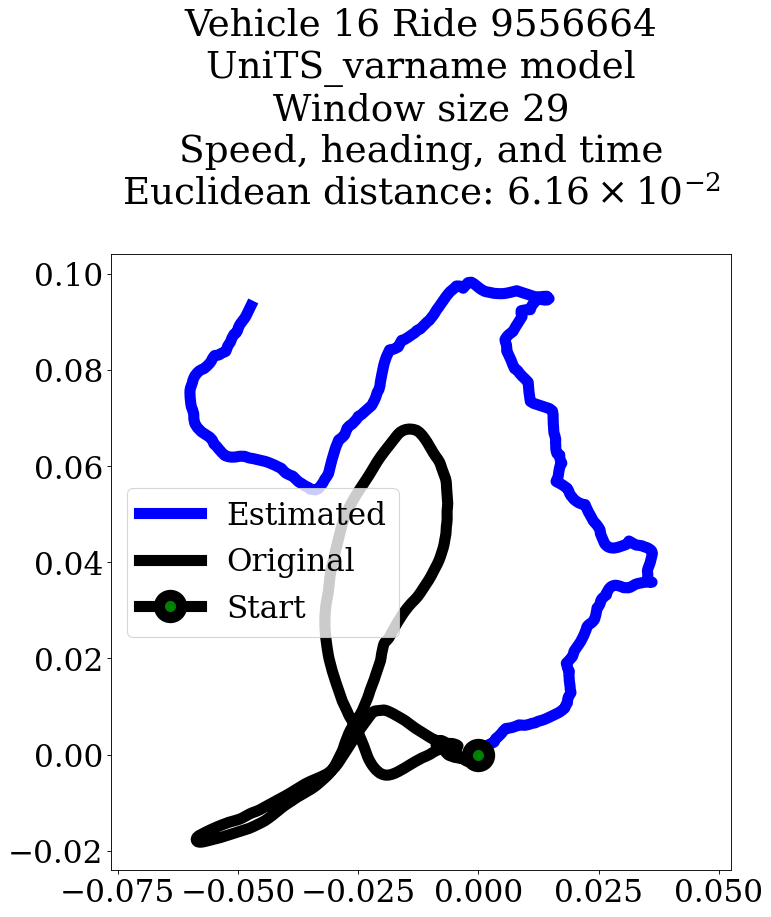 Vehicle 16 Ride 9556664
UniTS_varname model
Window size 29
Speed, heading, and time
Euclidean distance: 6.16 × 10⁻²
0.10
0.08
0.06
Estimated
0.04
Original
Start
0.02
0.00
−0.02
−0.075 −0.050 −0.025 0.000 0.025 0.050